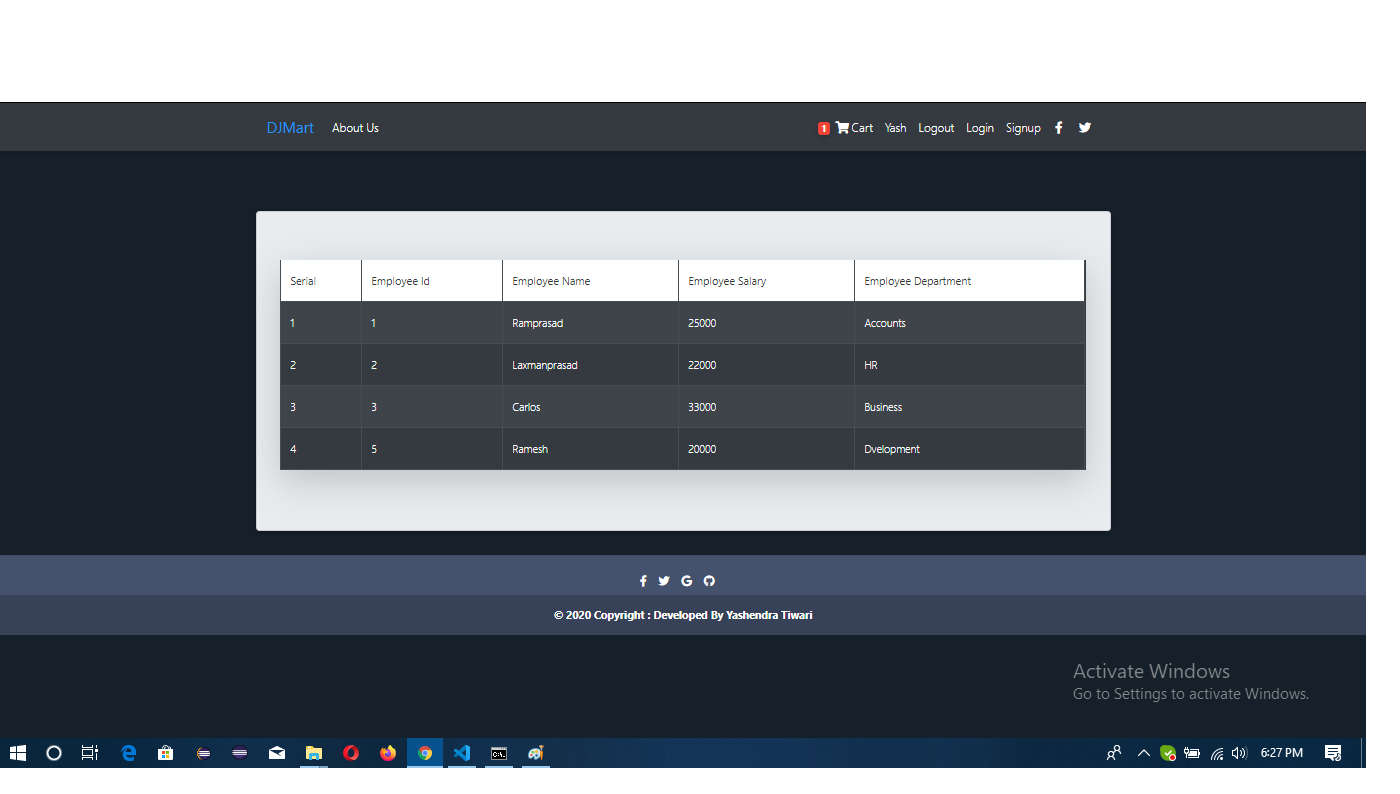 DJMart About Us 1 Cart Yash Logout Login Signup
Serial Employee Id Employee Name Employee Salary Employee Department
1 1 Ramprasad 25000 Accounts
2 2 Laxmanprasad 22000 HR
3 3 Carlos 33000 Business
4 5 Ramesh 20000 Dvelopment
© 2020 Copyright : Developed By Yashendra Tiwari
Activate Windows
Go to Settings to activate Windows.
6:27 PM